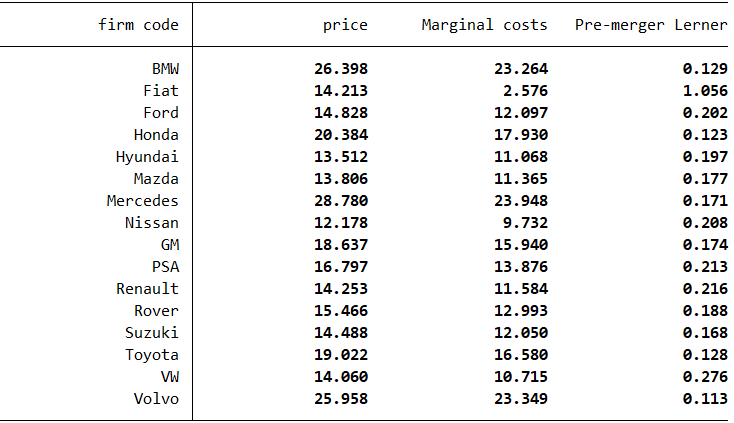 firm code price Marginal costs Pre-merger Lerner
BMW 26.398 23.264 0.129
Fiat 14.213 2.576 1.056
Ford 14.828 12.097 0.202
Honda 20.384 17.930 0.123
Hyundai 13.512 11.068 0.197
Mazda 13.806 11.365 0.177
Mercedes 28.780 23.948 0.171
Nissan 12.178 9.732 0.208
GM 18.637 15.940 0.174
PSA 16.797 13.876 0.213
Renault 14.253 11.584 0.216
Rover 15.466 12.993 0.188
Suzuki 14.488 12.050 0.168
Toyota 19.022 16.580 0.128
VW 14.060 10.715 0.276
Volvo 25.958 23.349 0.113